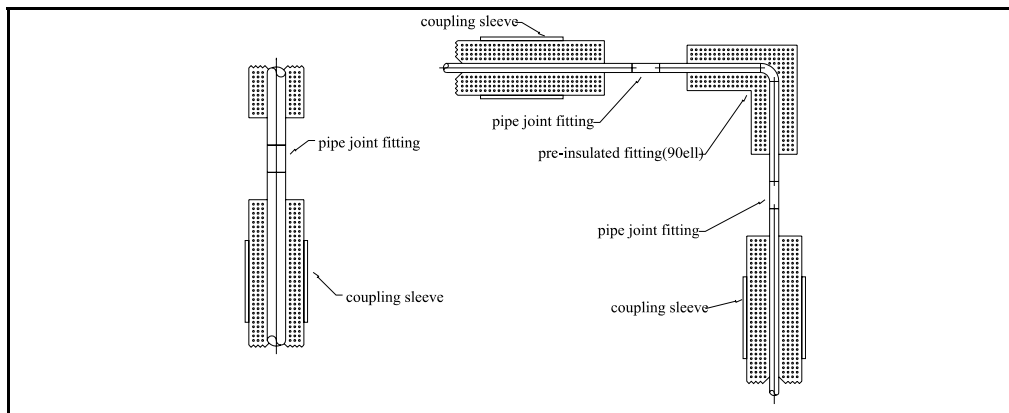 coupling sleeve
pipe joint fitting
pipe joint fitting
pre-insulated fitting(90ell)
pipe joint fitting
coupling sleeve
coupling sleeve